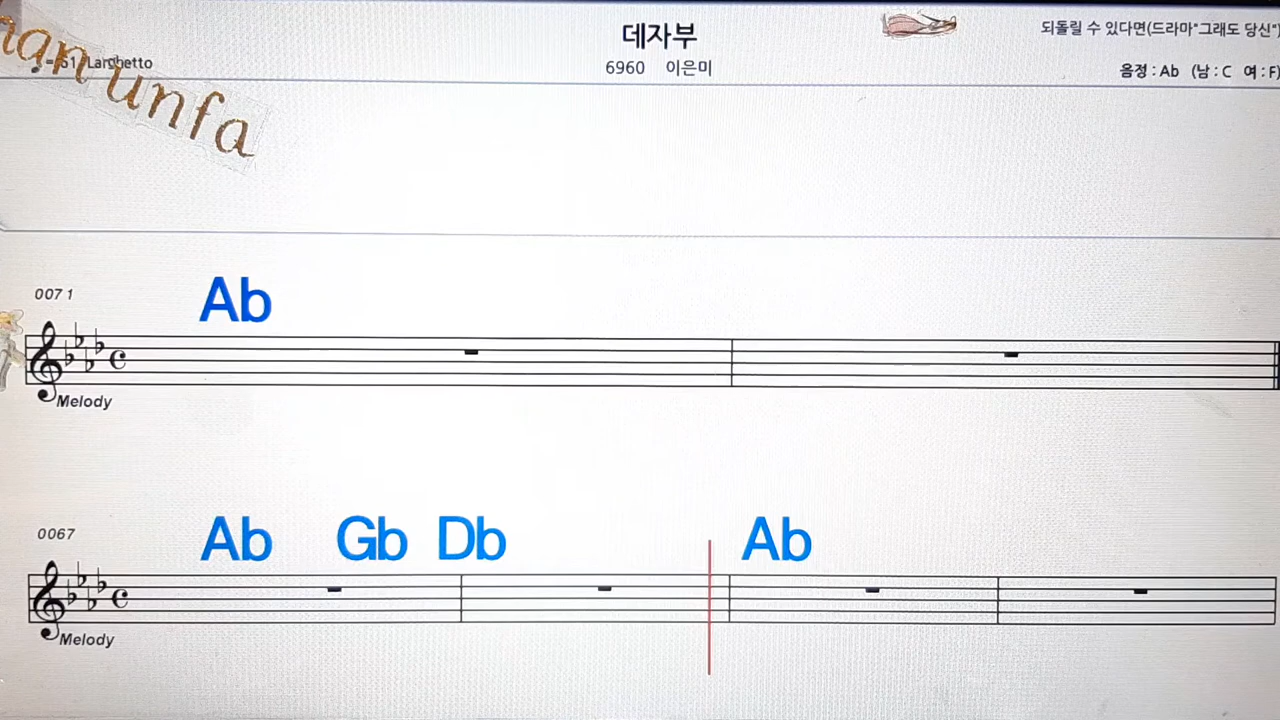 데자부
6960 이은미
되돌릴 수 있다면(드라마"그래도 당신")
음정 : Ab (남 : C 여 : F)
Larghetto
unfa
007 1
Ab
Melody
0067
Ab Gb Db Ab
Melody